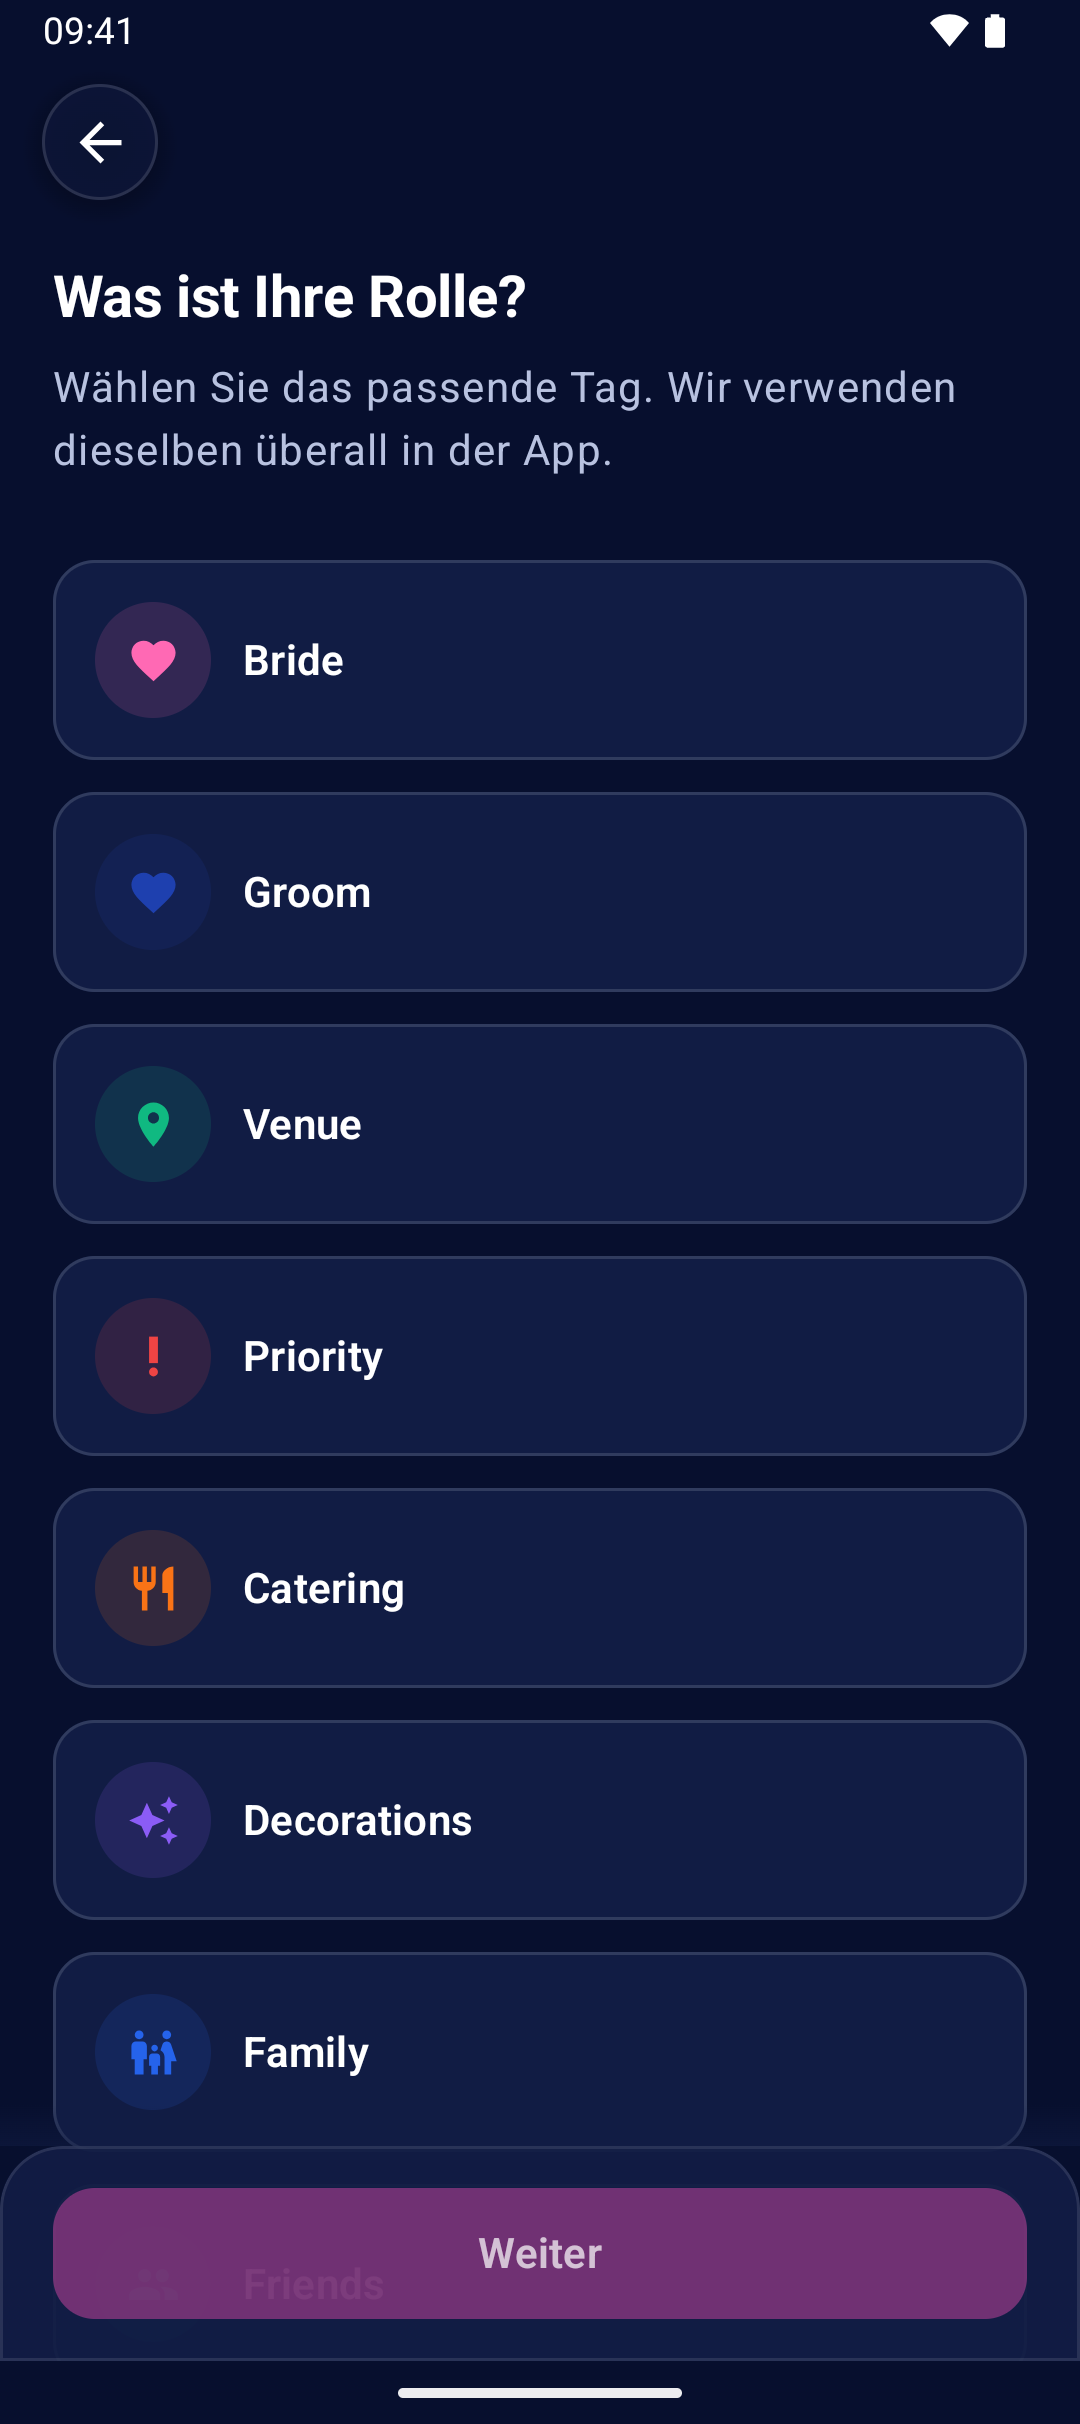 09:41
Was ist Ihre Rolle?
Wählen Sie das passende Tag. Wir verwenden
dieselben überall in der App.
Bride
Groom
Venue
Priority
Catering
Decorations
Family
Weiter
Friends